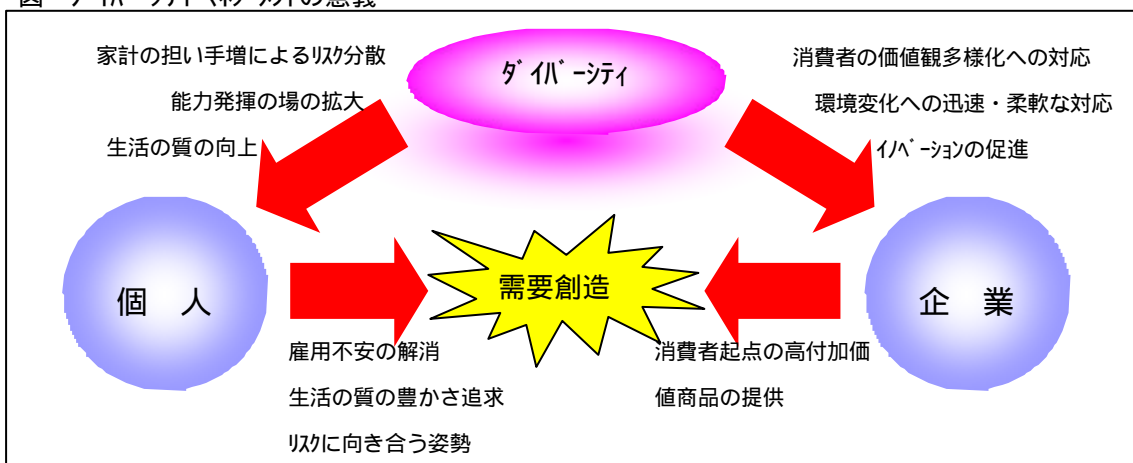 家計の担い手増によるﾘｽｸ分散
能力発揮の場の拡大
生活の質の向上
ﾀﾞｲﾊﾞｰｼﾃｨ
消費者の価値観多様化への対応
環境変化への迅速・柔軟な対応
ｲﾉﾍﾞｰｼｮﾝの促進
個　人
需要創造
企　業
雇用不安の解消
生活の質の豊かさ追求
ﾘｽｸに向き合う姿勢
消費者起点の高付加価
値商品の提供